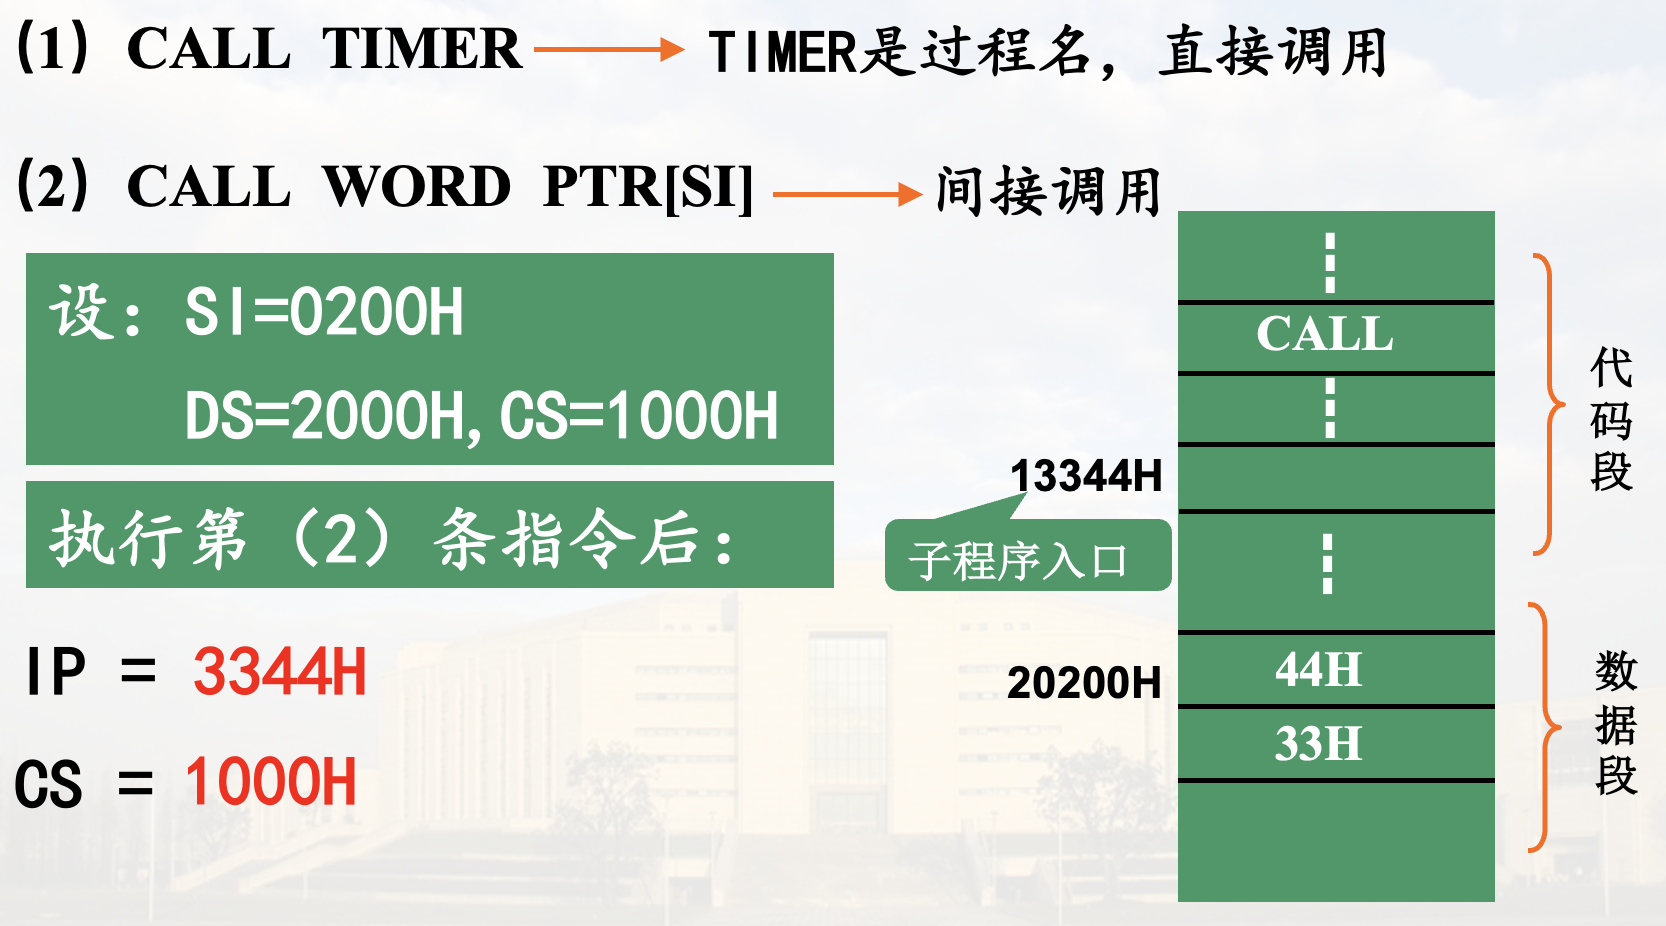 (1) CALL TIMER
TIMER是过程名，直接调用
(2) CALL WORD PTR[SI]
间接调用
设：SI=0200H
DS=2000H,CS=1000H
执行第（2）条指令后：
IP = 3344H
CS = 1000H
CALL
13344H
子程序入口
20200H
44H
33H
代码段
数据段